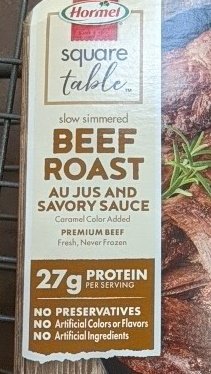 Hormel
square
table™
slow simmered
BEEF
ROAST
AU JUS AND
SAVORY SAUCE
Caramel Color Added
PREMIUM BEEF
Fresh, Never Frozen
27g PROTEIN
PER SERVING
NO PRESERVATIVES
NO Artificial Colors or Flavors
NO Artificial Ingredients